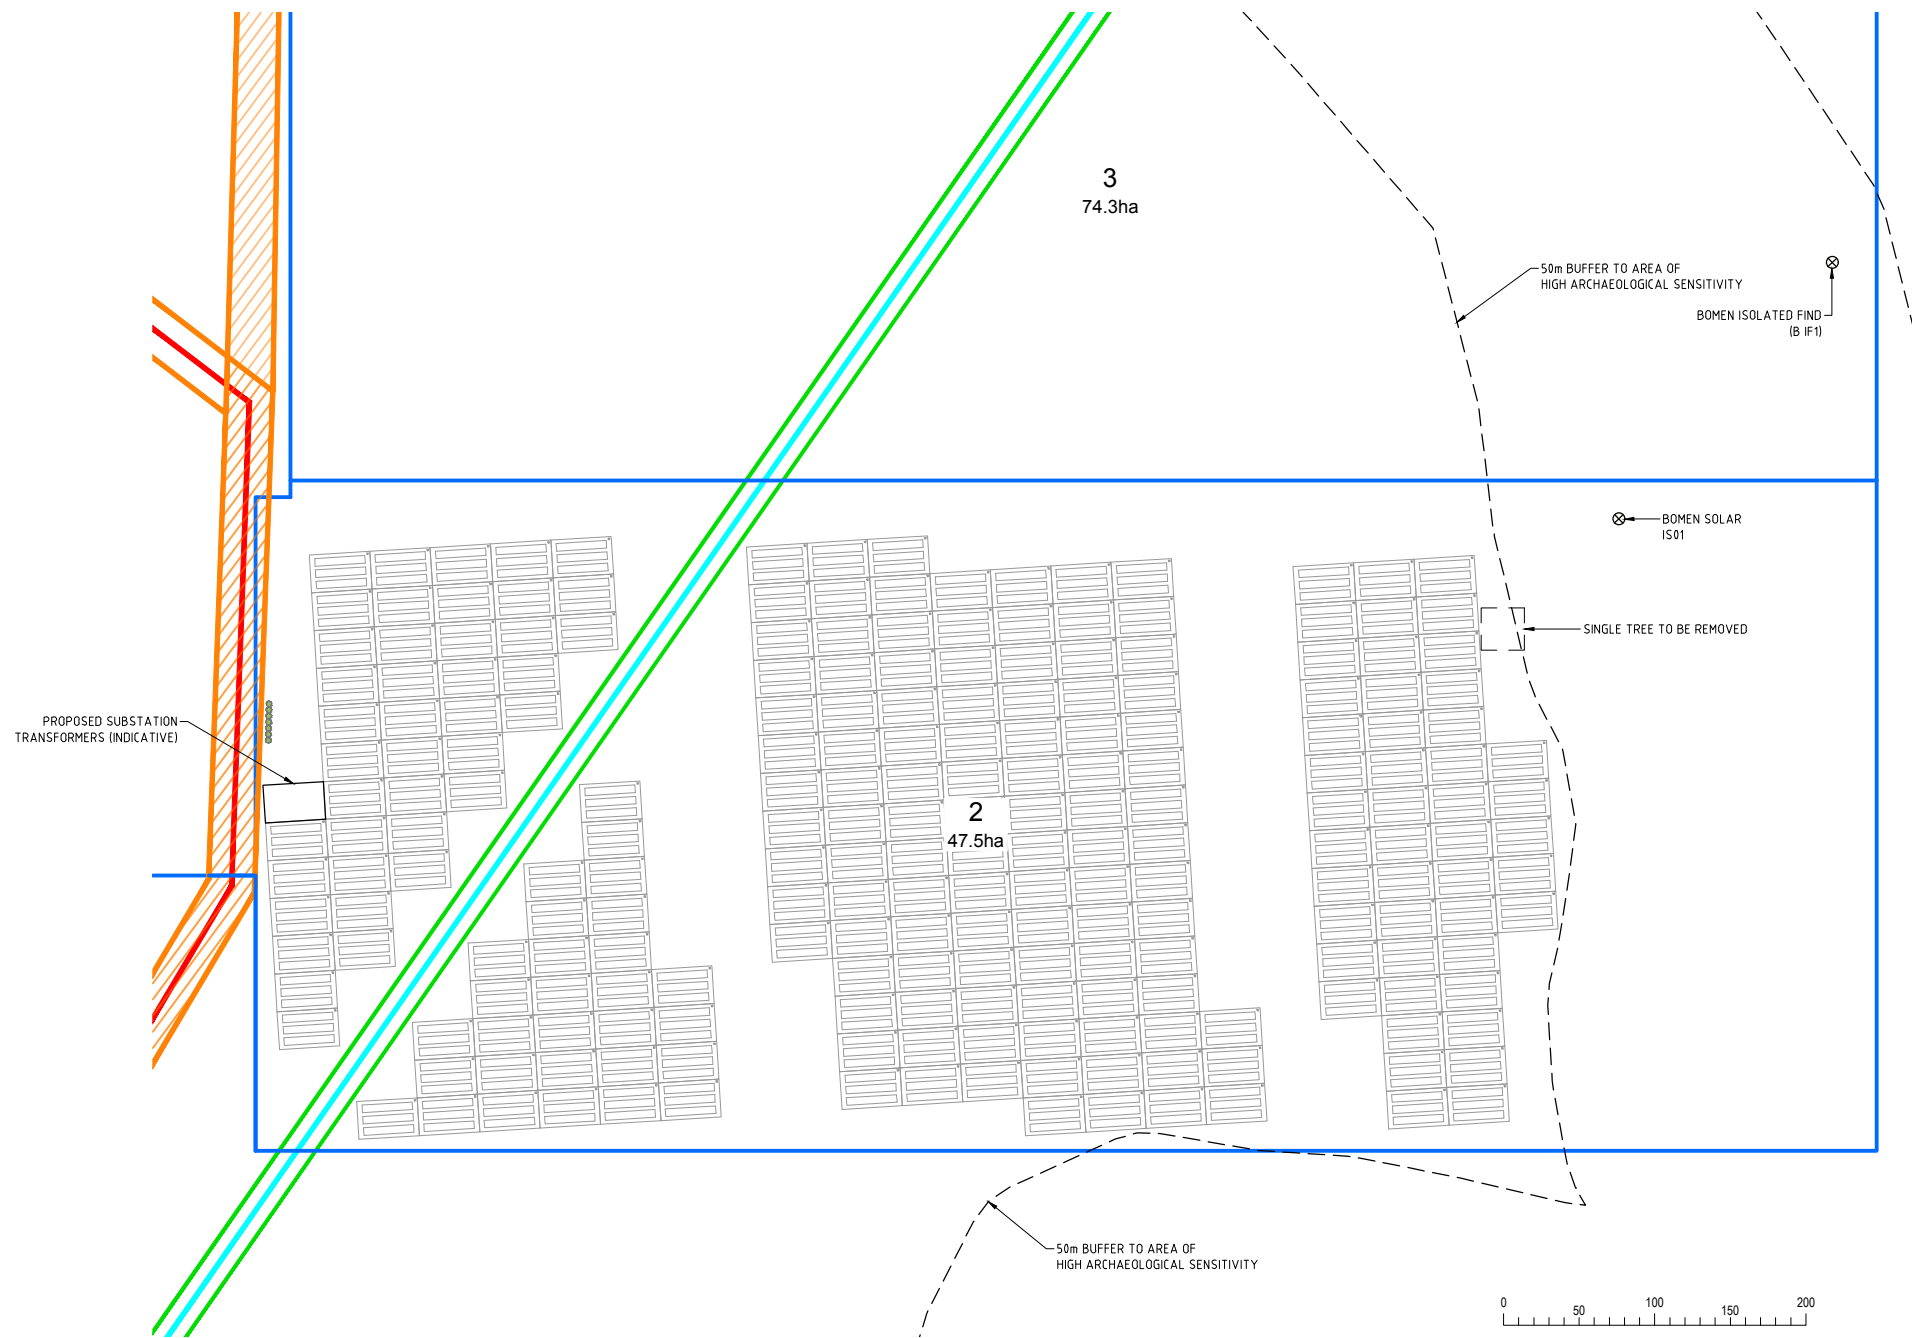 3
74.3ha
50m BUFFER TO AREA OF
HIGH ARCHAEOLOGICAL SENSITIVITY
BOMEN ISOLATED FIND
(B IF1)
BOMEN SOLAR
IS01
SINGLE TREE TO BE REMOVED
PROPOSED SUBSTATION
TRANSFORMERS (INDICATIVE)
2
47.5ha
50m BUFFER TO AREA OF
HIGH ARCHAEOLOGICAL SENSITIVITY
0 50 100 150 200